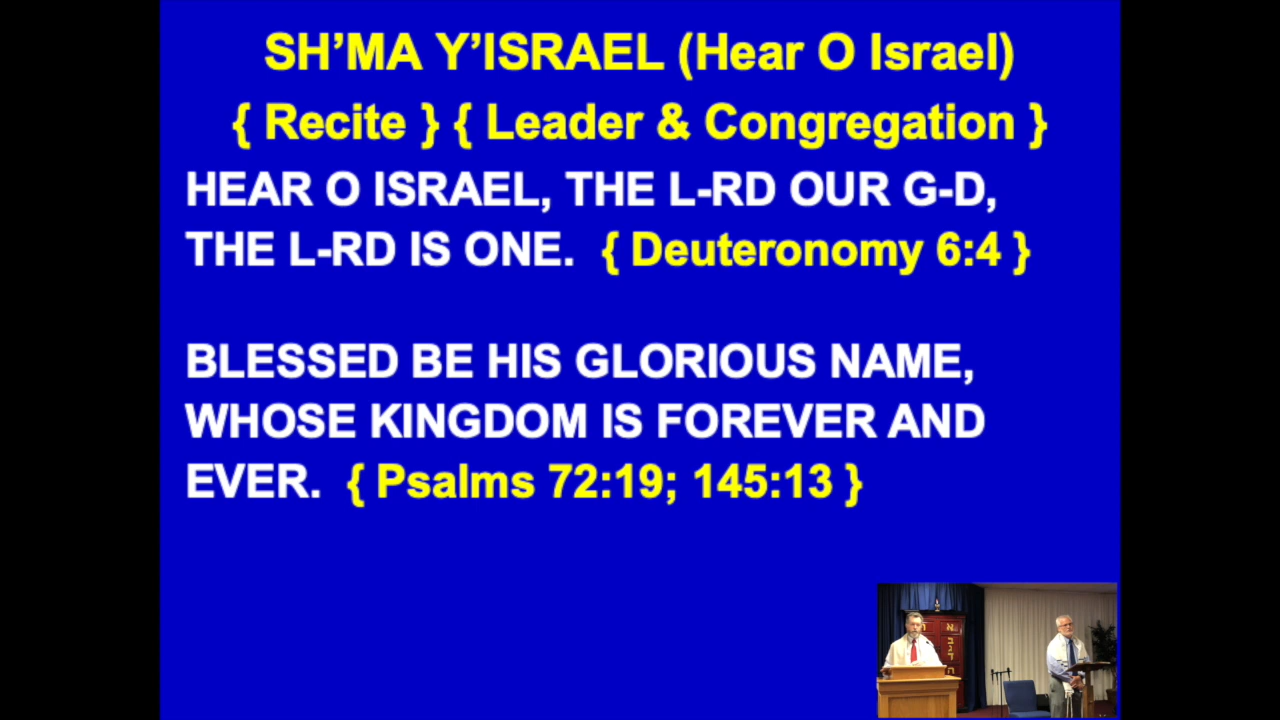 SH’MA Y’ISRAEL (Hear O Israel)
{ Recite } { Leader & Congregation }
HEAR O ISRAEL, THE L-RD OUR G-D,
THE L-RD IS ONE. { Deuteronomy 6:4 }
BLESSED BE HIS GLORIOUS NAME,
WHOSE KINGDOM IS FOREVER AND
EVER. { Psalms 72:19; 145:13 }